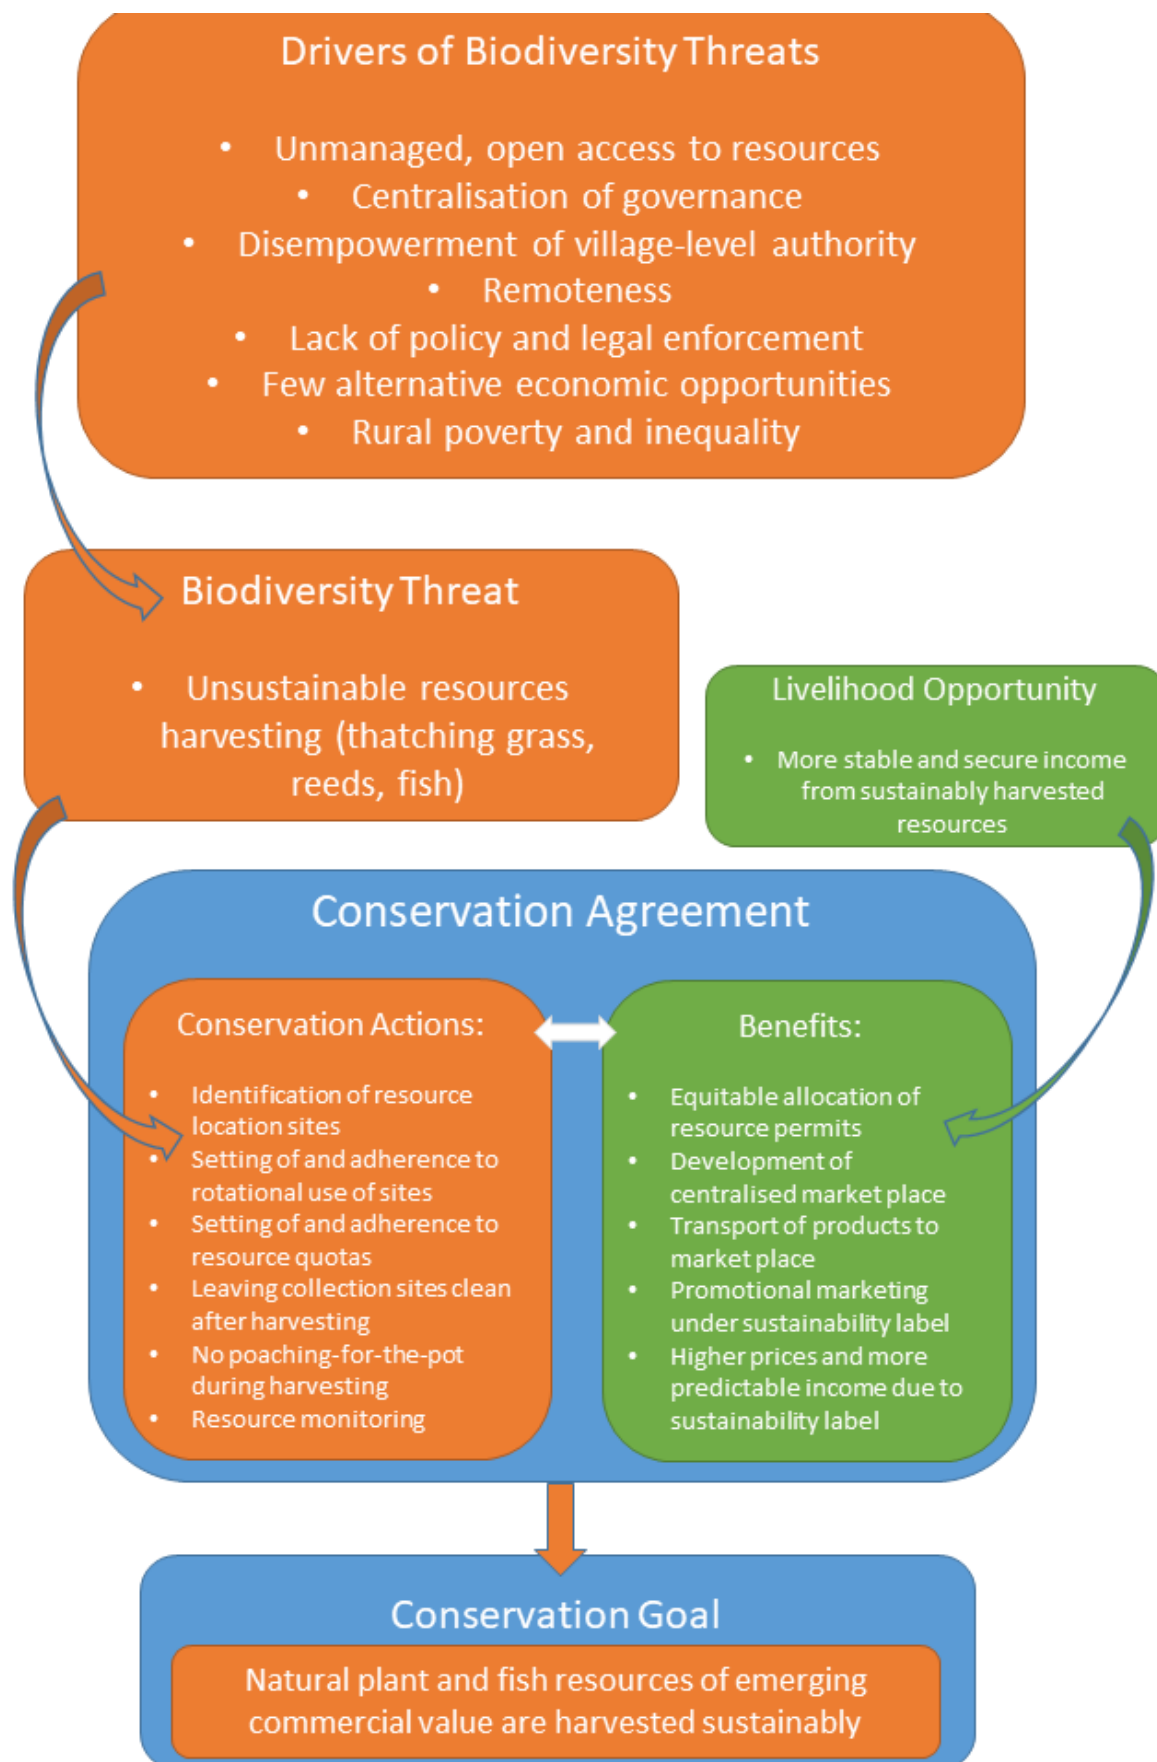 Drivers of Biodiversity Threats
• Unmanaged, open access to resources
• Centralisation of governance
• Disempowerment of village-level authority
• Remoteness
• Lack of policy and legal enforcement
• Few alternative economic opportunities
• Rural poverty and inequality
Biodiversity Threat
• Unsustainable resources
harvesting (thatching grass,
reeds, fish)
Livelihood Opportunity
• More stable and secure income
from sustainably harvested
resources
Conservation Agreement
Conservation Actions:
• Identification of resource
location sites
• Setting of and adherence to
rotational use of sites
• Setting of and adherence to
resource quotas
• Leaving collection sites clean
after harvesting
• No poaching-for-the-pot
during harvesting
• Resource monitoring
Benefits:
• Equitable allocation of
resource permits
• Development of
centralised market place
• Transport of products to
market place
• Promotional marketing
under sustainability label
• Higher prices and more
predictable income due to
sustainability label
Conservation Goal
Natural plant and fish resources of emerging
commercial value are harvested sustainably